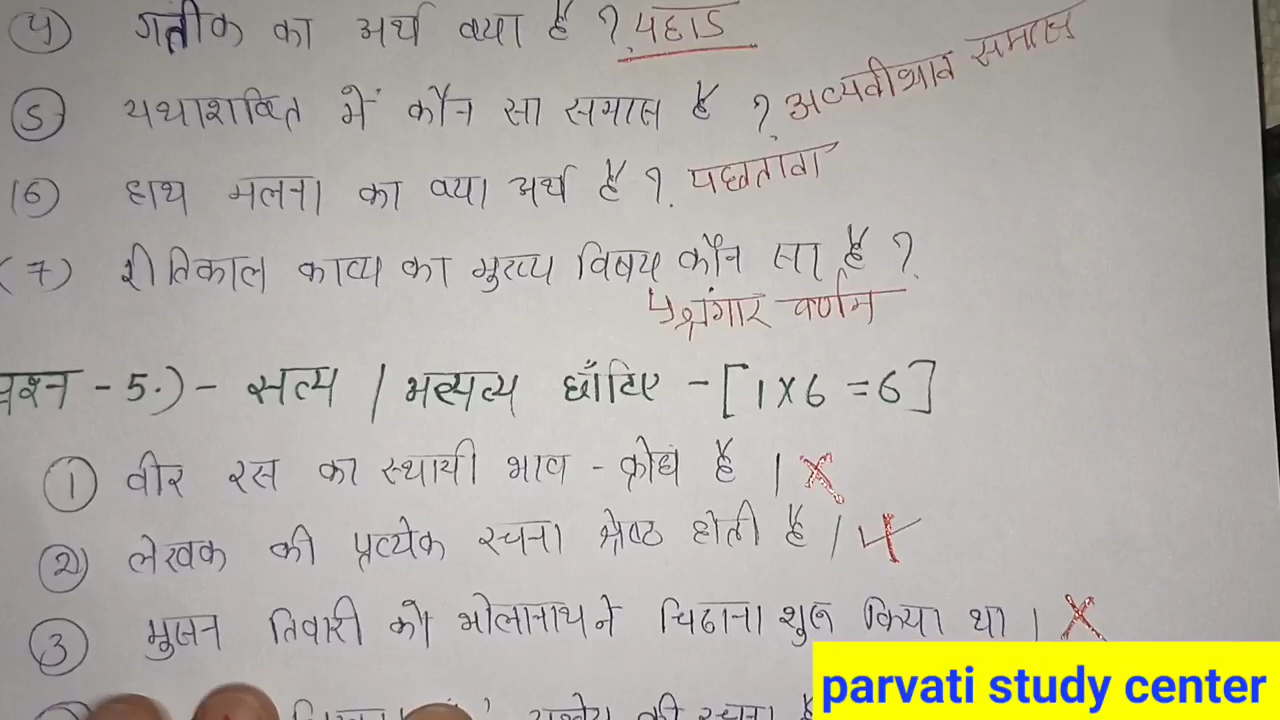 4) गतीक का अर्थ क्या है ? पहाड
5) यथाशक्ति में कौन सा समास है ? अव्ययीभाव समास
(6) हाथ मलना का क्या अर्थ है ? पछतावा
(7) रीतिकाल काव्य का मुख्य विषय कौन सा है ?
↳ श्रंगार वर्णन
प्रश्न - 5.) - सत्य / असत्य छाँटिए - [1 x 6 = 6]
① वीर रस का स्थायी भाव - क्रोध है । ×
② लेखक की प्रत्येक रचना श्रेष्ठ होती है । ×
③ मूसन तिवारी को भोलानाथ ने चिढाना शुरू किया था । ×
की रचना
parvati study center